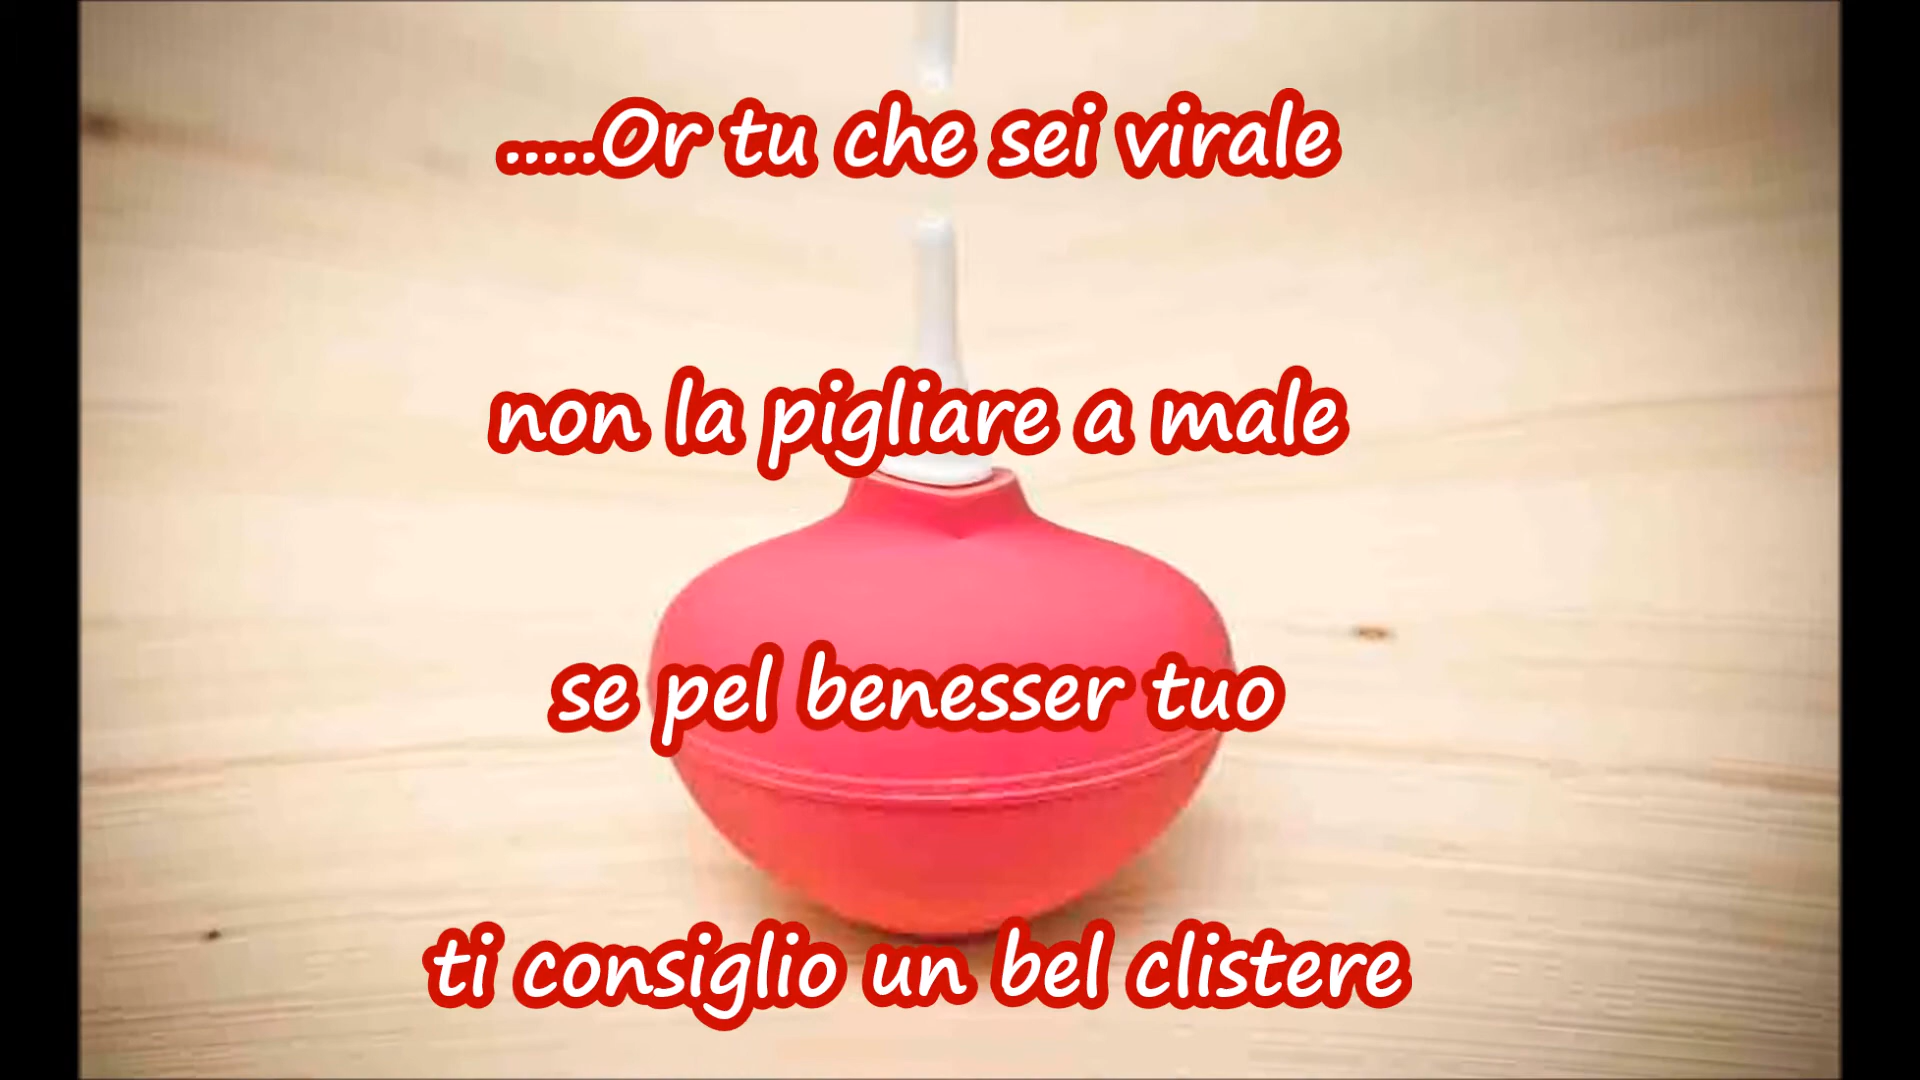 .....Or tu che sei virale
non la pigliare a male
se pel benesser tuo
ti consiglio un bel clistere